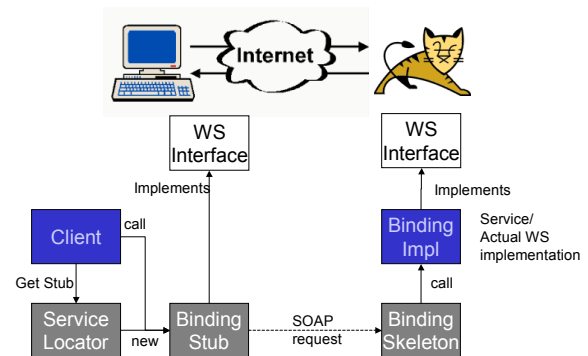 Internet
WS
Interface
WS
Interface
Implements
Implements
Client
call
Binding
Impl
Service/
Actual WS
implementation
Get Stub
call
Service
Locator
new
Binding
Stub
SOAP
request
Binding
Skeleton